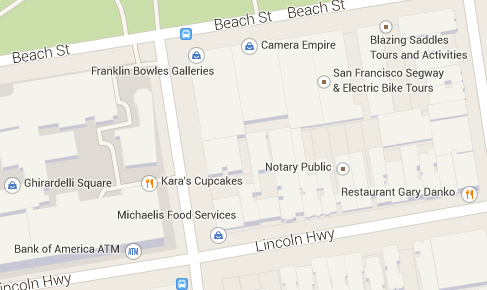 Beach St
Beach St
Beach St
Camera Empire
Blazing Saddles
Tours and Activities
Franklin Bowles Galleries
San Francisco Segway
& Electric Bike Tours
Notary Public
Ghirardelli Square
Kara's Cupcakes
Restaurant Gary Danko
Michaelis Food Services
Lincoln Hwy
Bank of America ATM
ATM
Lincoln Hwy